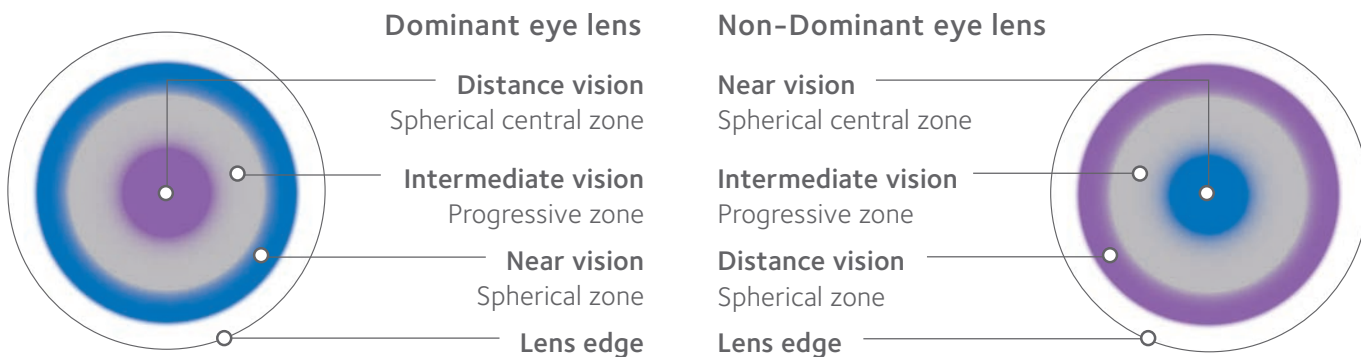 Dominant eye lens
Distance vision
Spherical central zone
Intermediate vision
Progressive zone
Near vision
Spherical zone
Lens edge
Non-Dominant eye lens
Near vision
Spherical central zone
Intermediate vision
Progressive zone
Distance vision
Spherical zone
Lens edge